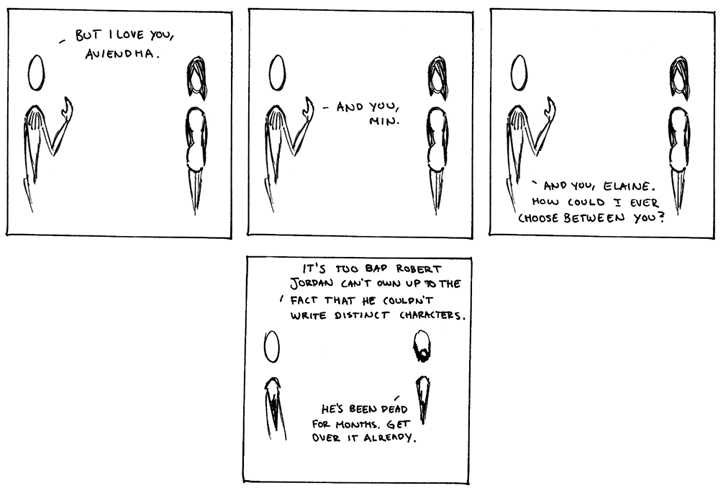 BUT I LOVE YOU,
AVIENDHA.
AND YOU,
MIN.
AND YOU, ELAINE.
HOW COULD I EVER
CHOOSE BETWEEN YOU?
IT'S TOO BAD ROBERT
JORDAN CAN'T OWN UP TO THE
FACT THAT HE COULDN'T
WRITE DISTINCT CHARACTERS.
HE'S BEEN DEAD
FOR MONTHS. GET
OVER IT ALREADY.